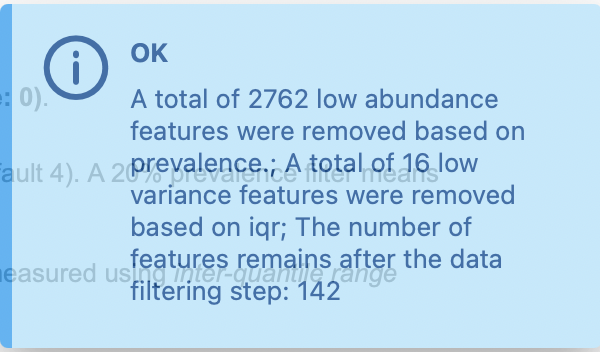 OK
A total of 2762 low abundance
features were removed based on
prevalence.; A total of 16 low
variance features were removed
based on iqr; The number of
features remains after the data
filtering step: 142
: 0).
ault 4). A 20% prevalence filter means
easured using inter-quantile range